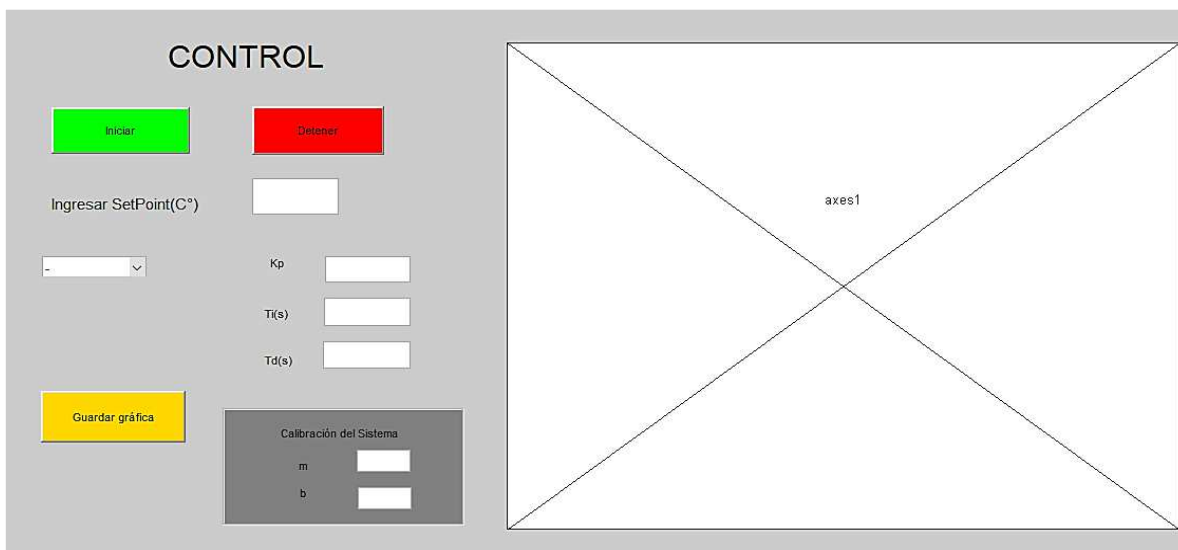 CONTROL
Iniciar
Detener
Ingresar SetPoint(C°)
-
Kp
Ti(s)
Td(s)
Guardar gráfica
Calibración del Sistema
m
b
axes1